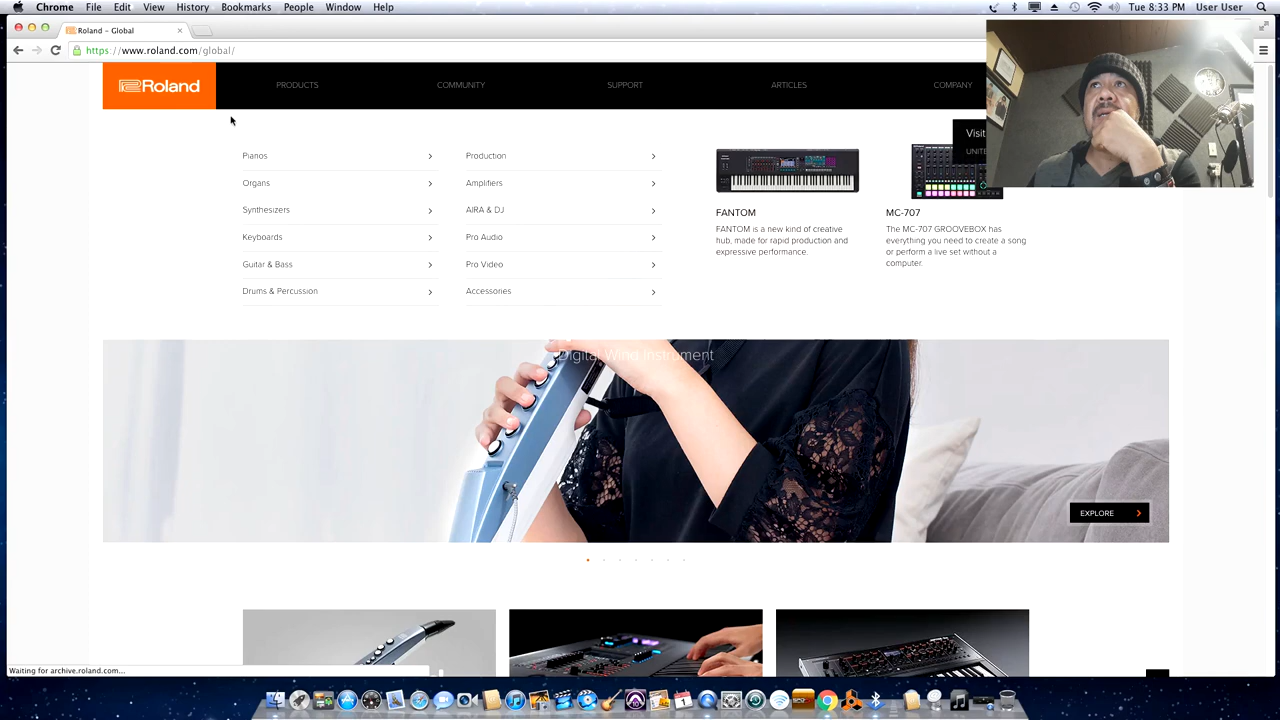 Chrome File Edit View History Bookmarks People Window Help Tue 8:33 PM User User
Roland - Global
https://www.roland.com/global/
Roland PRODUCTS COMMUNITY SUPPORT ARTICLES COMPANY
Visit
UNITE
Pianos
Organs
Synthesizers
Keyboards
Guitar & Bass
Drums & Percussion
Production
Amplifiers
AIRA & DJ
Pro Audio
Pro Video
Accessories
FANTOM
FANTOM is a new kind of creative
hub, made for rapid production and
expressive performance.
MC-707
The MC-707 GROOVEBOX has
everything you need to create a song
or perform a live set without a
computer.
Digital Wind Instrument
EXPLORE
Waiting for archive.roland.com...